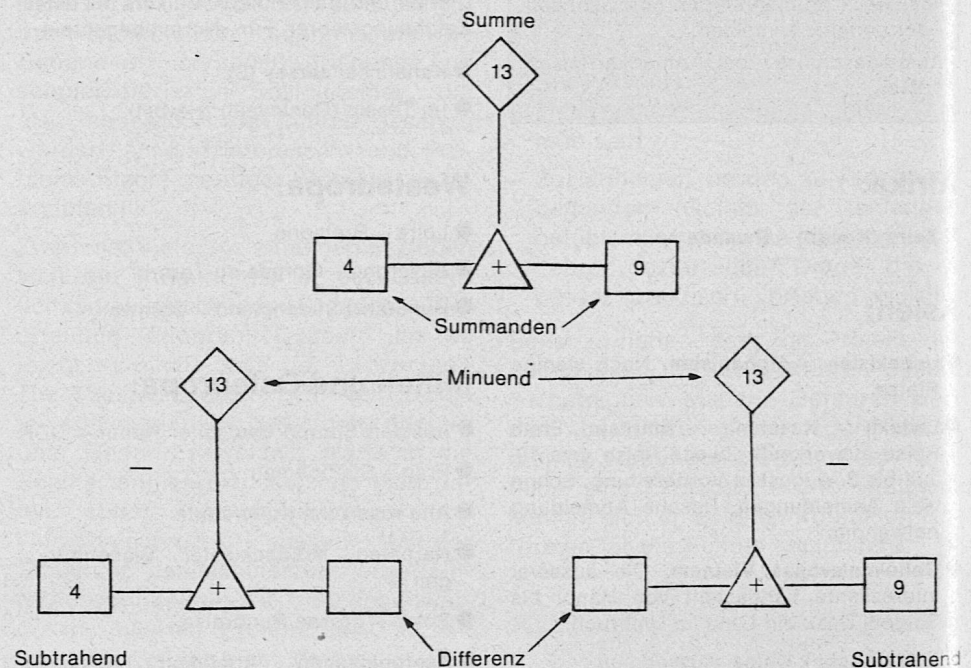 Summe
13
4 + 9
Summanden
13 Minuend 13
— —
4 + + 9
Subtrahend Differenz Subtrahend